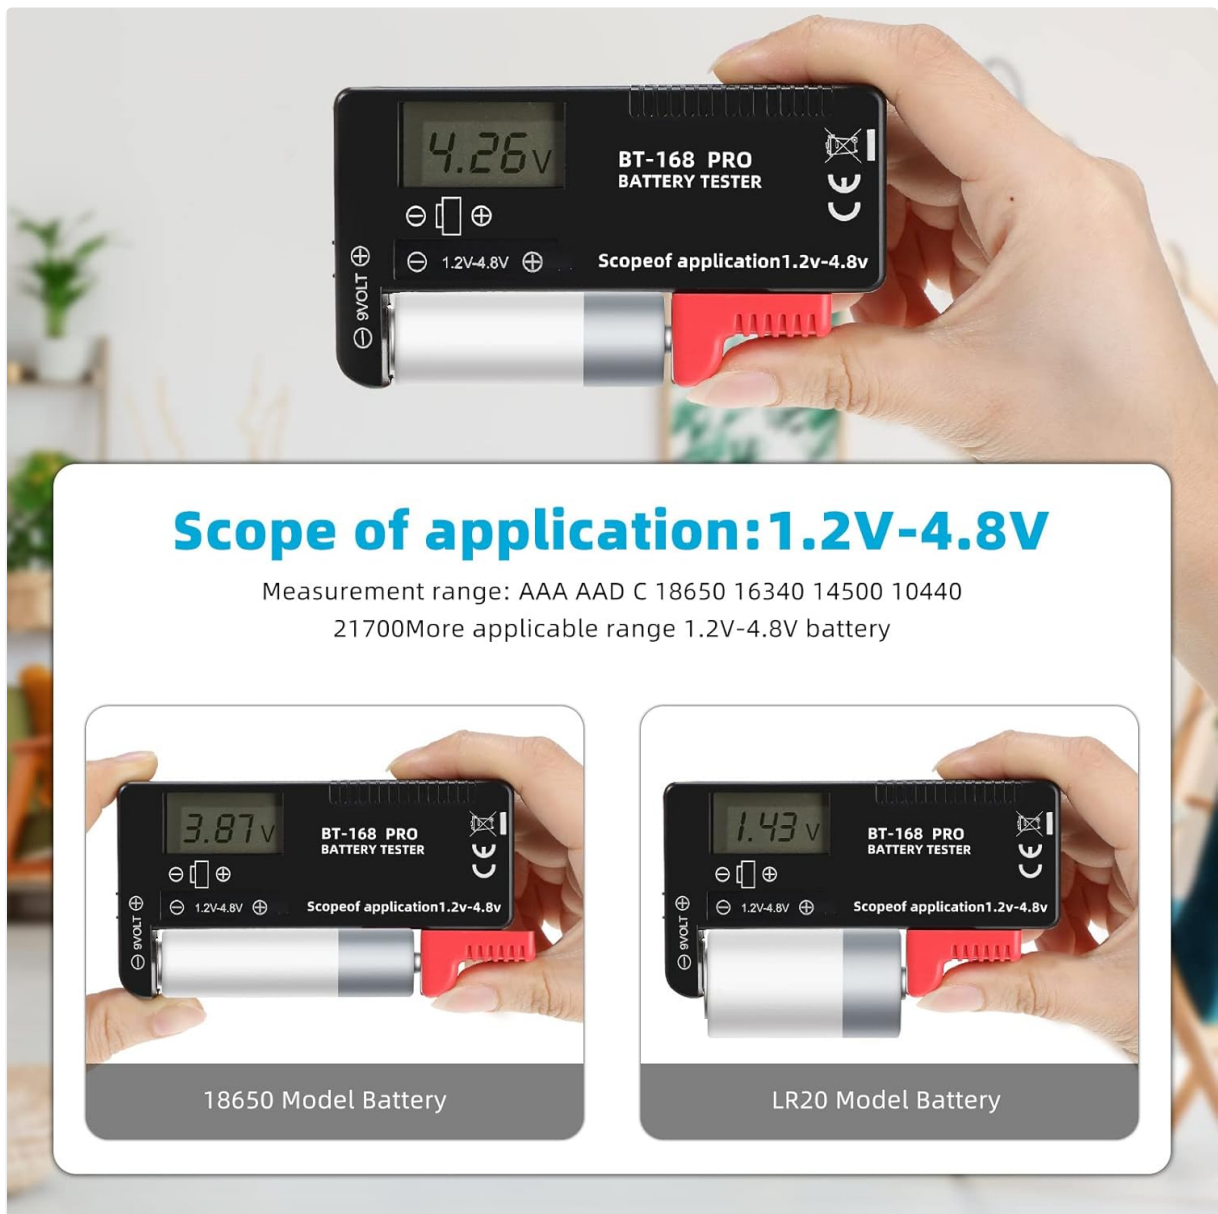 4.26V
BT-168 PRO
BATTERY TESTER
1.2V-4.8V
Scopeof application1.2v-4.8v
9VOLT
Scope of application:1.2V-4.8V
Measurement range: AAA AAD C 18650 16340 14500 10440
21700More applicable range 1.2V-4.8V battery
3.87V
BT-168 PRO
BATTERY TESTER
1.2V-4.8V
Scopeof application1.2v-4.8v
9VOLT
18650 Model Battery
1.43V
BT-168 PRO
BATTERY TESTER
1.2V-4.8V
Scopeof application1.2v-4.8v
9VOLT
LR20 Model Battery